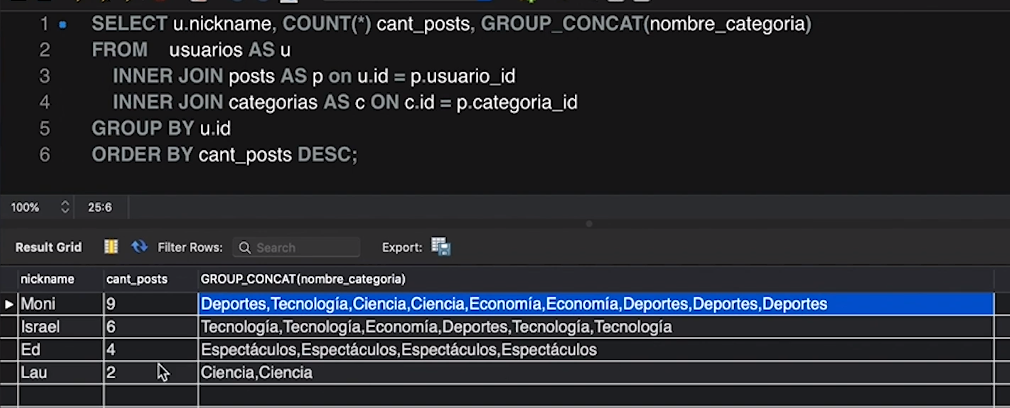 1 SELECT u.nickname, COUNT(*) cant_posts, GROUP_CONCAT(nombre_categoria)
2 FROM usuarios AS u
3 INNER JOIN posts AS p on u.id = p.usuario_id
4 INNER JOIN categorias AS c ON c.id = p.categoria_id
5 GROUP BY u.id
6 ORDER BY cant_posts DESC;
100% 25:6
Result Grid Filter Rows: Search Export:
nickname cant_posts GROUP_CONCAT(nombre_categoria)
Moni 9 Deportes,Tecnología,Ciencia,Ciencia,Economía,Economía,Deportes,Deportes,Deportes
Israel 6 Tecnología,Tecnología,Economía,Deportes,Tecnología,Tecnología
Ed 4 Espectáculos,Espectáculos,Espectáculos,Espectáculos
Lau 2 Ciencia,Ciencia